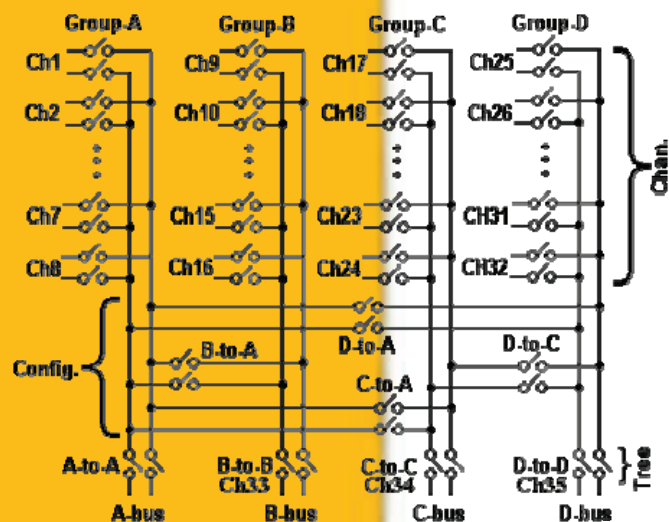 Group-A Group-B Group-C Group-D
Ch1 Ch9 Ch17 Ch25
Ch2 Ch10 Ch18 Ch26
Chan.
Ch7 Ch15 Ch23 CH31
Ch8 Ch16 Ch24 CH32
B-to-A D-to-A D-to-C
Config.
C-to-A
A-to-A B-to-B C-to-C D-to-D
Ch33 Ch34 Ch35
Tree
A-bus B-bus C-bus D-bus